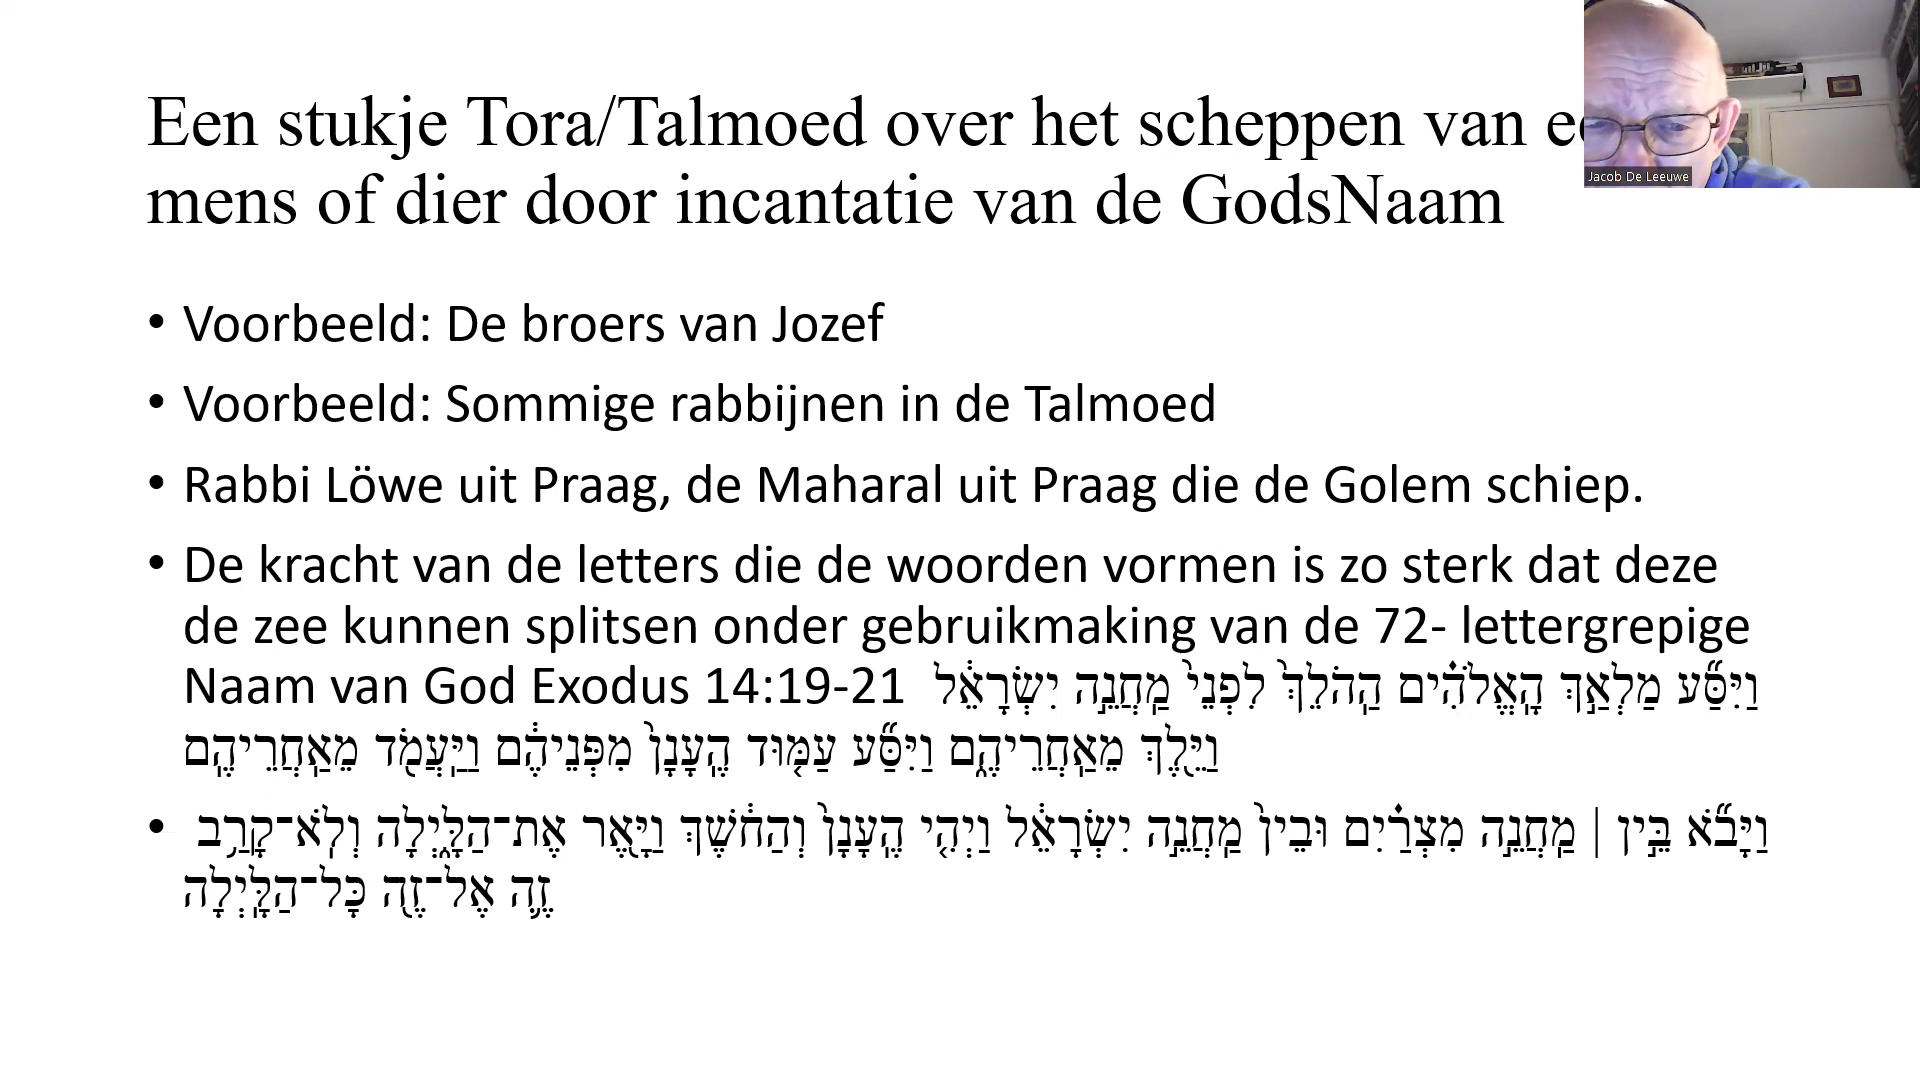 Een stukje Tora/Talmoed over het scheppen van
mens of dier door incantatie van de GodsNaam
Jacob De Leeuwe
• Voorbeeld: De broers van Jozef
• Voorbeeld: Sommige rabbijnen in de Talmoed
• Rabbi Löwe uit Praag, de Maharal uit Praag die de Golem schiep.
• De kracht van de letters die de woorden vormen is zo sterk dat deze
de zee kunnen splitsen onder gebruikmaking van de 72- lettergrepige
Naam van God Exodus 14:19-21 וַיִּסַּ֞ע מַלְאַ֣ךְ הָאֱלֹהִ֗ים הַהֹלֵךְ֙ לִפְנֵי֙ מַחֲנֵ֣ה יִשְׂרָאֵ֔ל
וַיֵּ֖לֶךְ מֵאַחֲרֵיהֶ֑ם וַיִּסַּ֞ע עַמּ֤וּד הֶֽעָנָן֙ מִפְּנֵיהֶ֔ם וַיַּֽעֲמֹ֖ד מֵאַֽחֲרֵיהֶֽם
• וַיָּבֹ֞א בֵּ֣ין | מַחֲנֵ֣ה מִצְרַ֗יִם וּבֵין֙ מַחֲנֵ֣ה יִשְׂרָאֵ֔ל וַיְהִ֤י הֶֽעָנָן֙ וְהַחֹ֔שֶׁךְ וַיָּ֖אֶר אֶת־הַלָּ֑יְלָה וְלֹא־קָרַ֥ב
זֶ֛ה אֶל־זֶ֖ה כָּל־הַלָּֽיְלָה